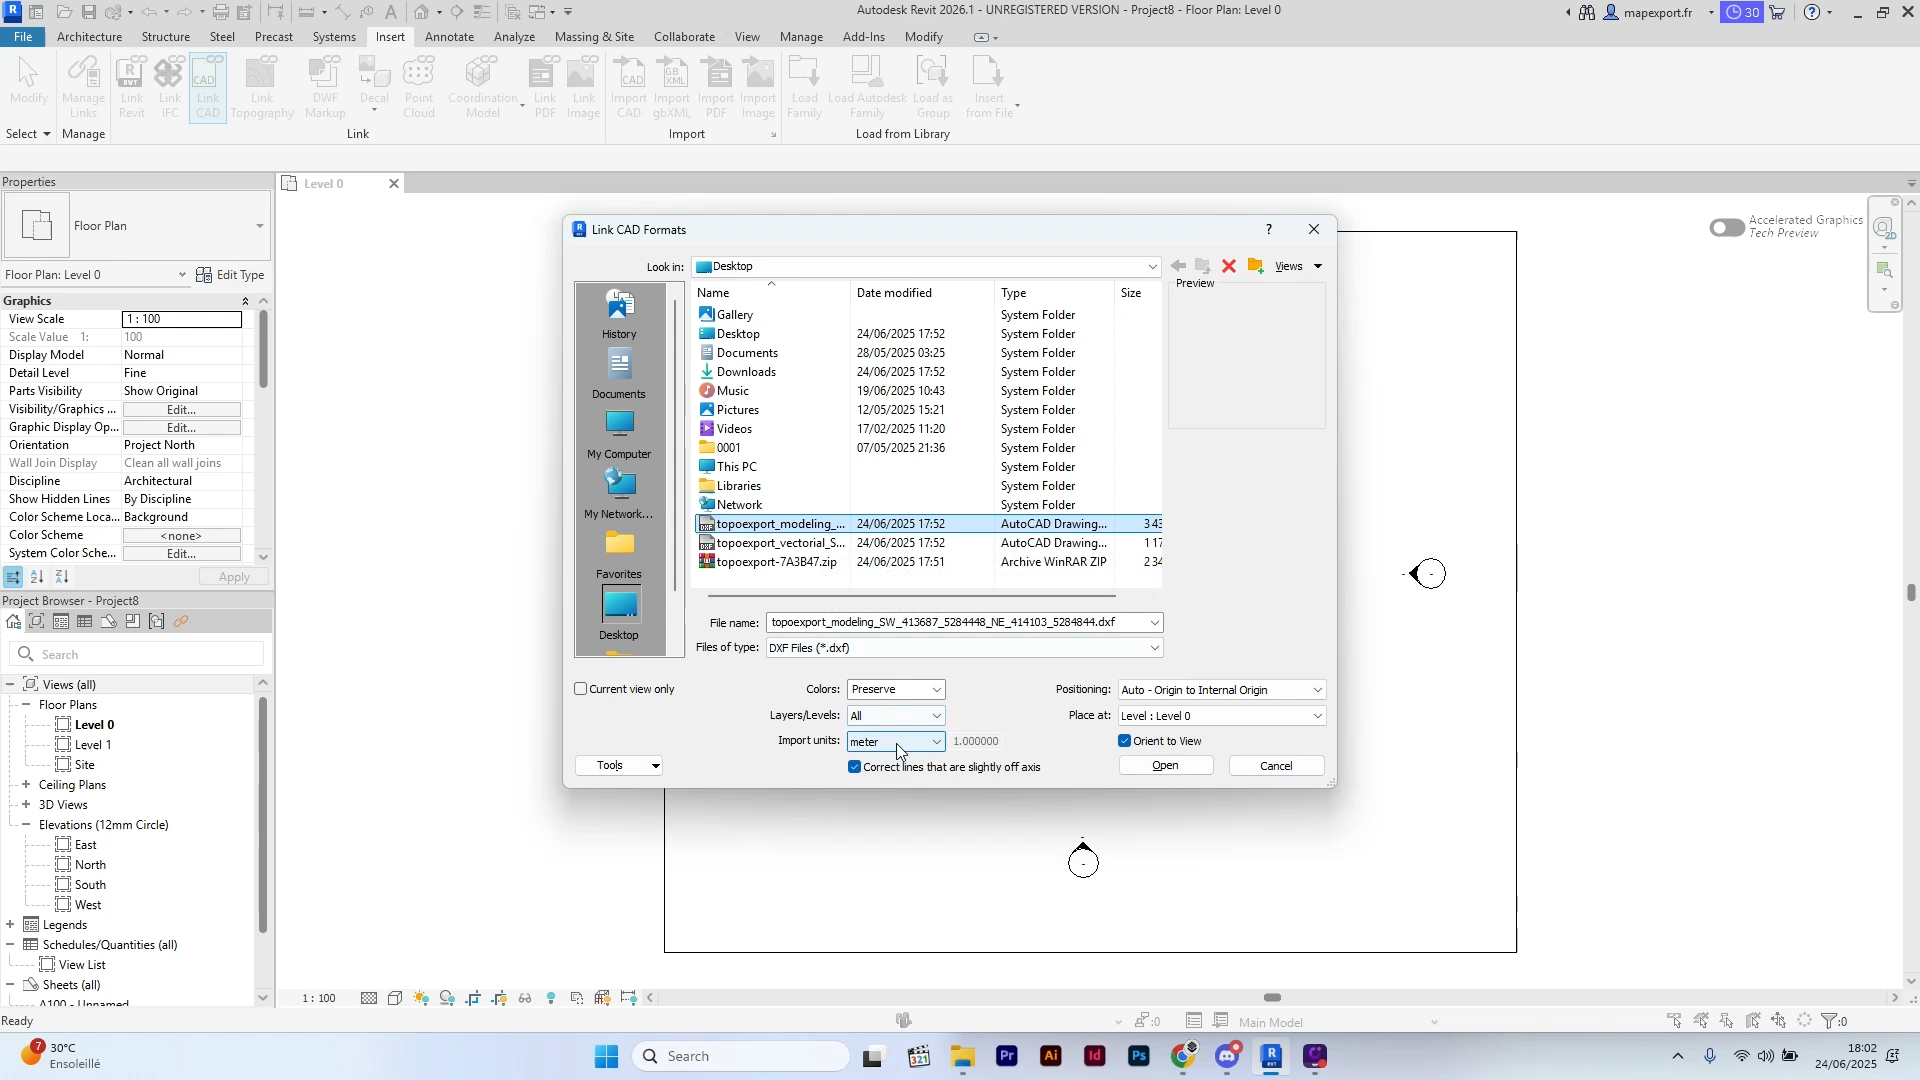 Autodesk Revit 2026.1 - UNREGISTERED VERSION - Project8 - Floor Plan: Level 0
mapexport.fr
30
File Architecture Structure Steel Precast Systems Insert Annotate Analyze Massing & Site Collaborate View Manage Add-Ins Modify
Modify
Manage Links
Link Revit
Link IFC
Link CAD
Link Topography
DWF Markup
Decal
Point Cloud
Coordination Model
Link PDF
Link Image
Import CAD
Import gbXML
Import PDF
Import Image
Load Family
Load Autodesk Family
Load as Group
Insert from File
Select Manage Link Import Load from Library
Properties
Floor Plan
Floor Plan: Level 0 Edit Type
Graphics
View Scale 1 : 100
Scale Value 1: 100
Display Model Normal
Detail Level Fine
Parts Visibility Show Original
Visibility/Graphics ... Edit...
Graphic Display Op... Edit...
Orientation Project North
Wall Join Display Clean all wall joins
Discipline Architectural
Show Hidden Lines By Discipline
Color Scheme Loca... Background
Color Scheme <none>
System Color Sche... Edit...
Apply
Project Browser - Project8
Search
Views (all)
Floor Plans
Level 0
Level 1
Site
Ceiling Plans
3D Views
Elevations (12mm Circle)
East
North
South
West
Legends
Schedules/Quantities (all)
View List
Sheets (all)
A100 - Unnamed
Level 0
Accelerated Graphics
Tech Preview
2D
Link CAD Formats
Look in: Desktop Views
History
Documents
My Computer
My Network...
Favorites
Desktop
Name Date modified Type Size
Gallery System Folder
Desktop 24/06/2025 17:52 System Folder
Documents 28/05/2025 03:25 System Folder
Downloads 24/06/2025 17:52 System Folder
Music 19/06/2025 10:43 System Folder
Pictures 12/05/2025 15:21 System Folder
Videos 17/02/2025 11:20 System Folder
0001 07/05/2025 21:36 System Folder
This PC System Folder
Libraries System Folder
Network System Folder
topoexport_modeling_... 24/06/2025 17:52 AutoCAD Drawing... 3 43
topoexport_vectorial_S... 24/06/2025 17:52 AutoCAD Drawing... 1 17
topoexport-7A3B47.zip 24/06/2025 17:51 Archive WinRAR ZIP 2 34
Preview
File name: topoexport_modeling_SW_413687_5284448_NE_414103_5284844.dxf
Files of type: DXF Files (*.dxf)
Current view only
Colors: Preserve
Positioning: Auto - Origin to Internal Origin
Layers/Levels: All
Place at: Level : Level 0
Import units: meter 1.000000
Orient to View
Tools
Correct lines that are slightly off axis
Open Cancel
1 : 100
Ready
:0
Main Model
:0
7
30°C
Ensoleillé
Search
18:02
24/06/2025